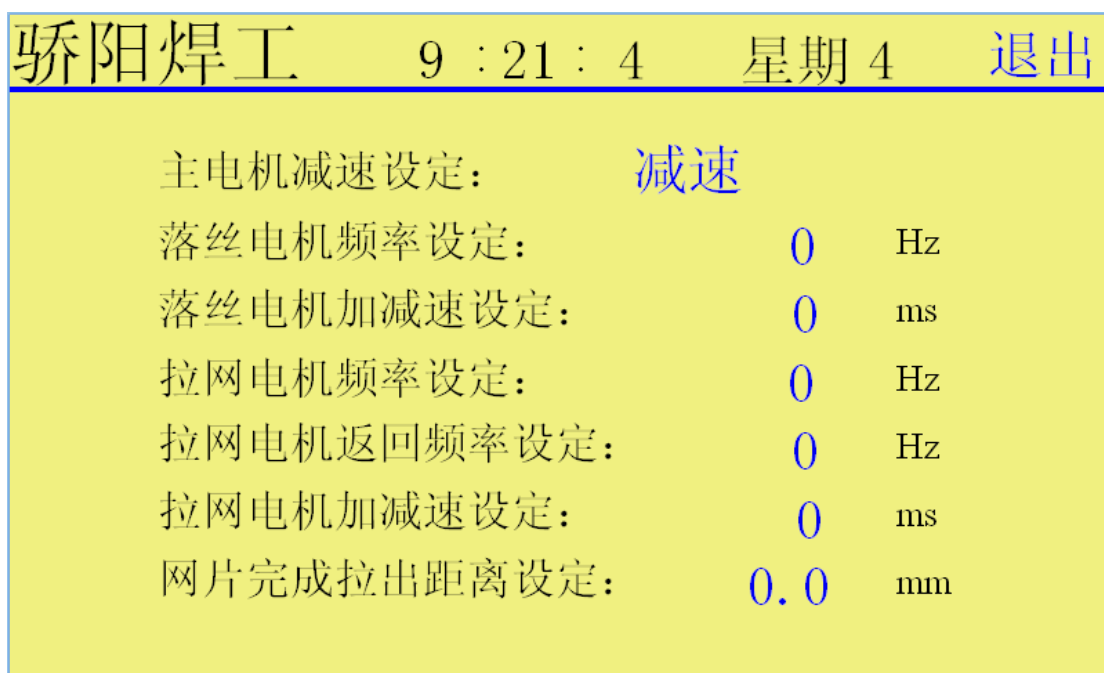 骄阳焊工 9 :21: 4 星期 4 退出
主电机减速设定: 减速
落丝电机频率设定: 0 Hz
落丝电机加减速设定: 0 ms
拉网电机频率设定: 0 Hz
拉网电机返回频率设定: 0 Hz
拉网电机加减速设定: 0 ms
网片完成拉出距离设定: 0.0 mm